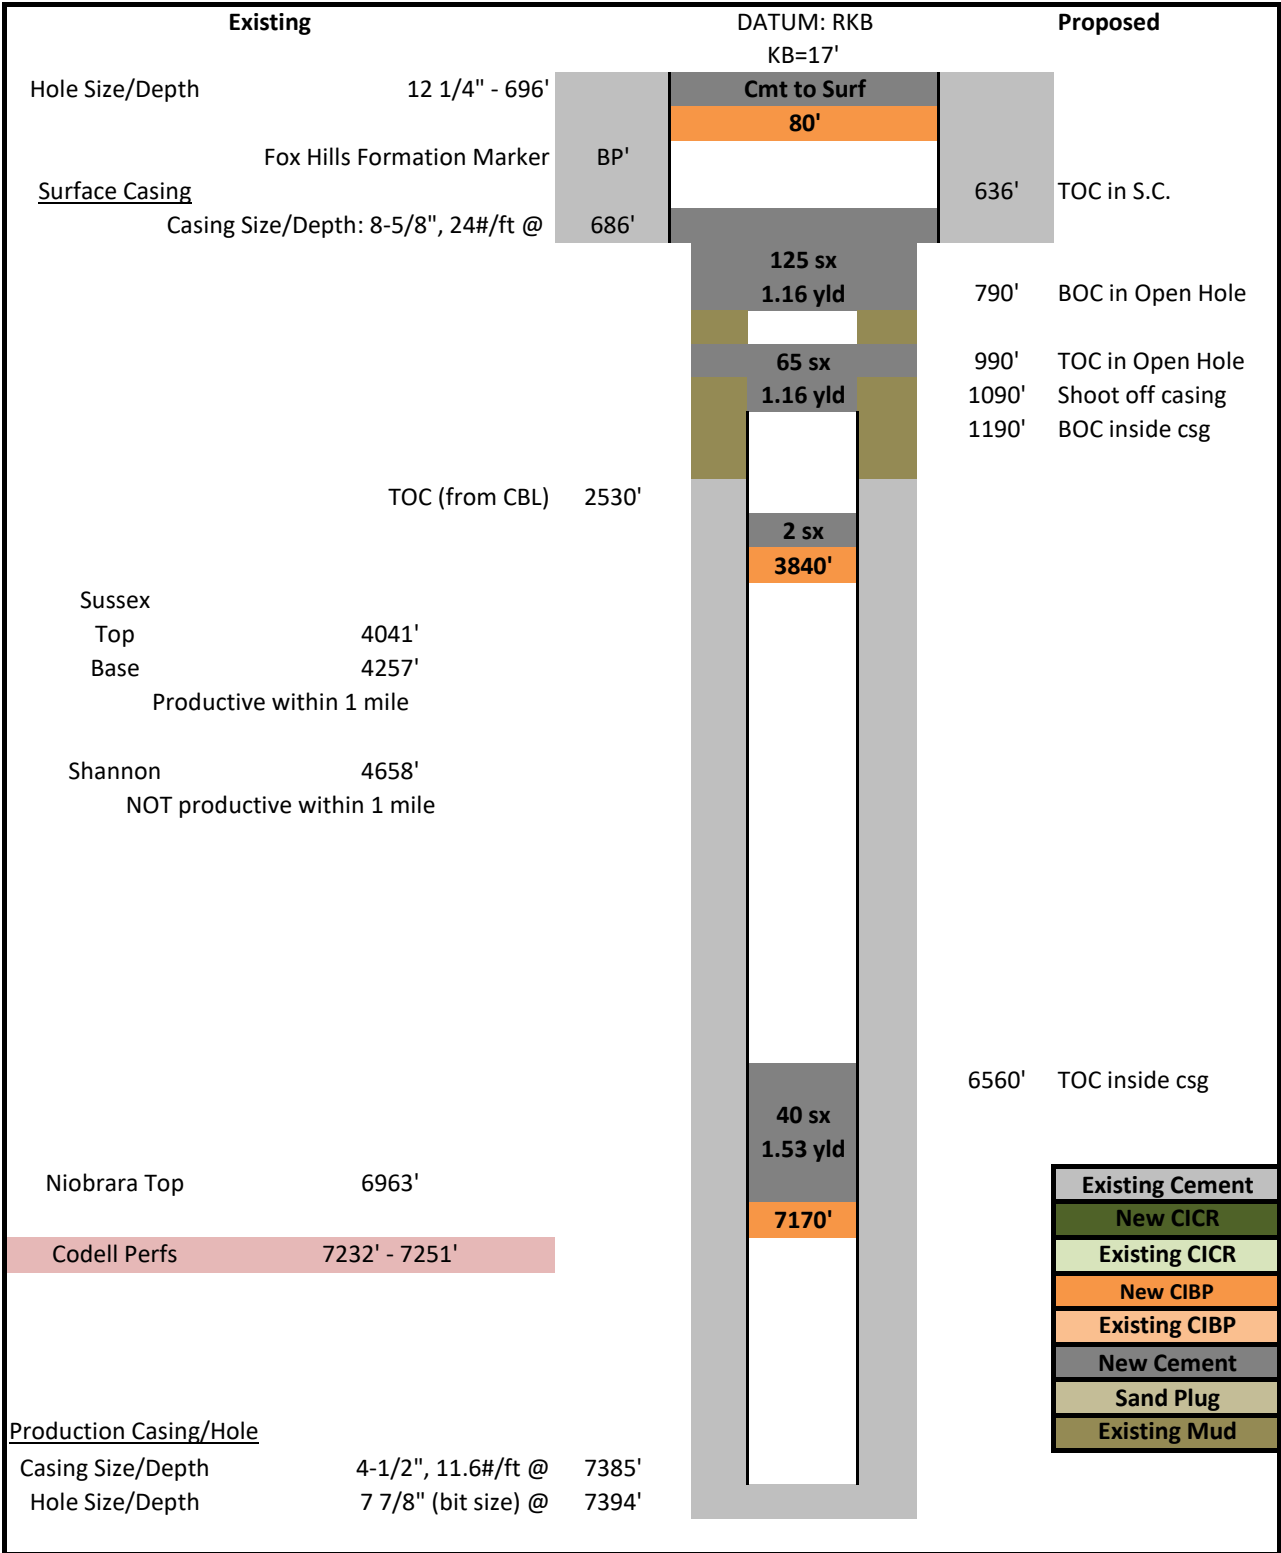 Existing DATUM: RKB Proposed
KB=17'
Hole Size/Depth 12 1/4" - 696' Cmt to Surf
80'
Fox Hills Formation Marker BP'
Surface Casing 636' TOC in S.C.
Casing Size/Depth: 8-5/8", 24#/ft @ 686'
125 sx
1.16 yld 790' BOC in Open Hole
65 sx 990' TOC in Open Hole
1.16 yld 1090' Shoot off casing
1190' BOC inside csg
TOC (from CBL) 2530'
2 sx
3840'
Sussex
Top 4041'
Base 4257'
Productive within 1 mile
Shannon 4658'
NOT productive within 1 mile
6560' TOC inside csg
40 sx
1.53 yld
Niobrara Top 6963' Existing Cement
7170' New CICR
Codell Perfs 7232' - 7251' Existing CICR
New CIBP
Existing CIBP
New Cement
Sand Plug
Production Casing/Hole Existing Mud
Casing Size/Depth 4-1/2", 11.6#/ft @ 7385'
Hole Size/Depth 7 7/8" (bit size) @ 7394'